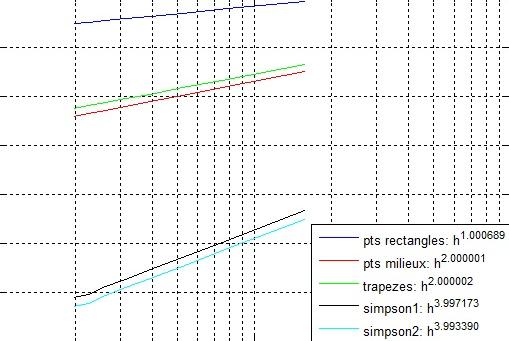 pts rectangles: h^1.000689
pts milieux: h^2.000001
trapezes: h^2.000002
simpson1: h^3.997173
simpson2: h^3.993390